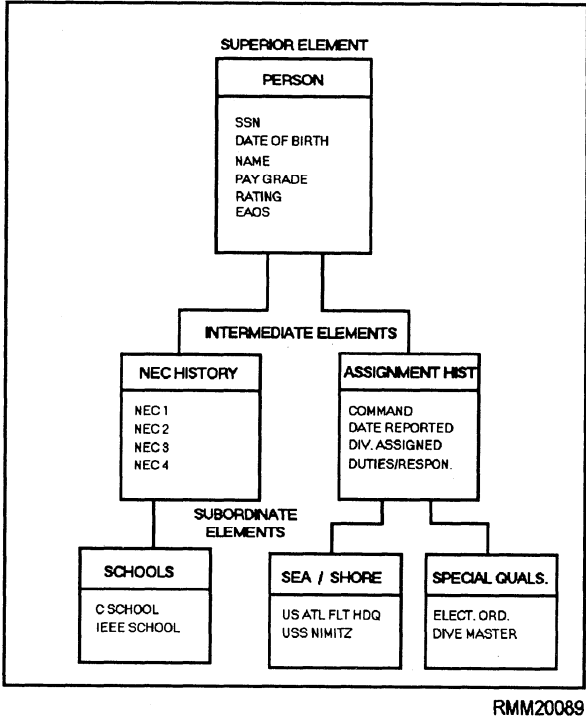 SUPERIOR ELEMENT
PERSON
SSN
DATE OF BIRTH
NAME
PAY GRADE
RATING
EAOS
INTERMEDIATE ELEMENTS
NEC HISTORY
NEC 1
NEC 2
NEC 3
NEC 4
ASSIGNMENT HIST
COMMAND
DATE REPORTED
DIV. ASSIGNED
DUTIES/RESPON.
SUBORDINATE
ELEMENTS
SCHOOLS
C SCHOOL
IEEE SCHOOL
SEA / SHORE
US ATL FLT HDQ
USS NIMITZ
SPECIAL QUALS.
ELECT. ORD.
DIVE MASTER
RMM20089